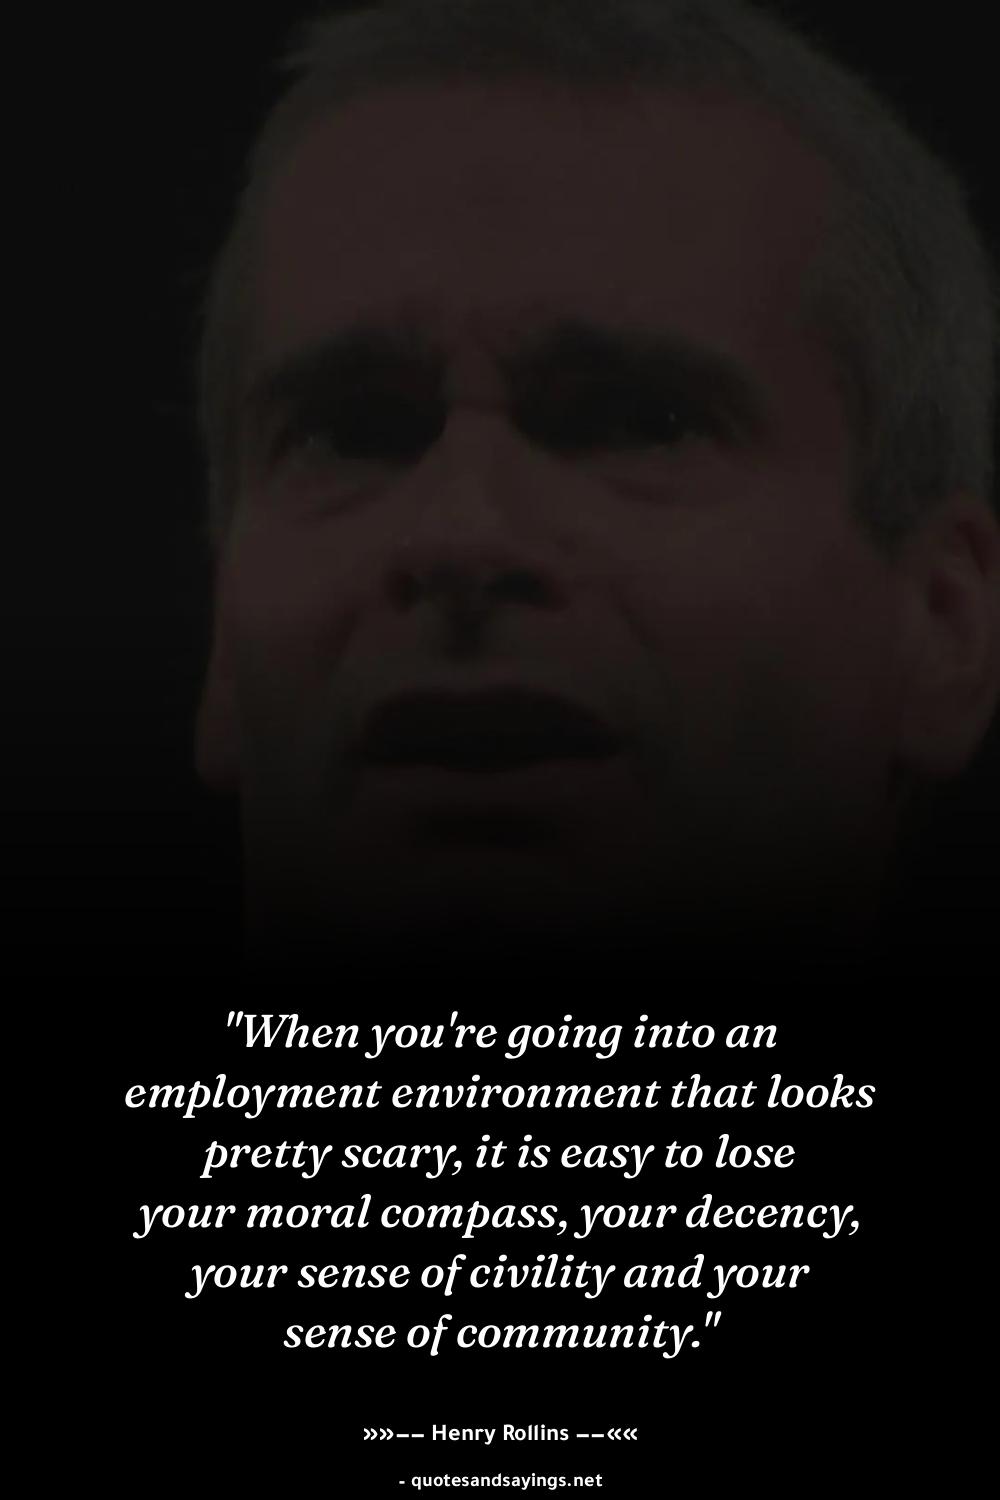 "When you're going into an
employment environment that looks
pretty scary, it is easy to lose
your moral compass, your decency,
your sense of civility and your
sense of community."
»»−− Henry Rollins −−««
- quotesandsayings.net